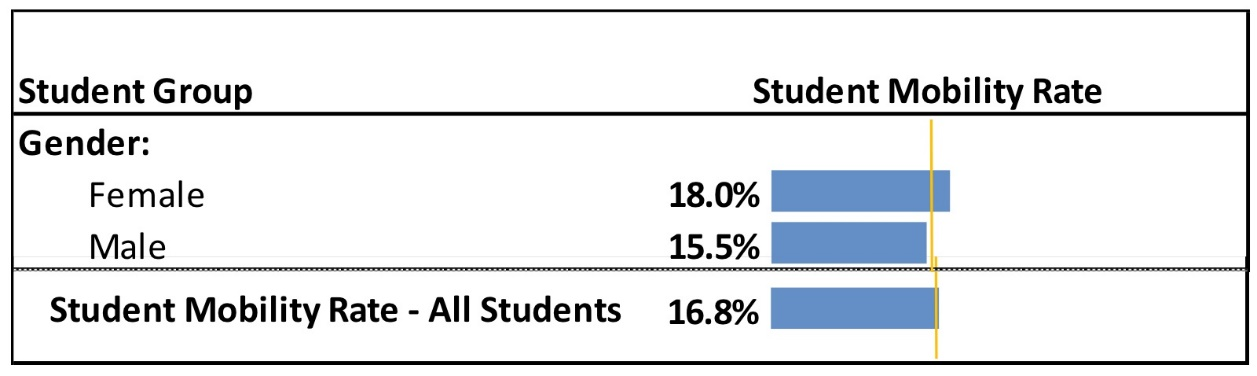 Student Group Student Mobility Rate
Gender:
Female 18.0%
Male 15.5%
Student Mobility Rate - All Students 16.8%